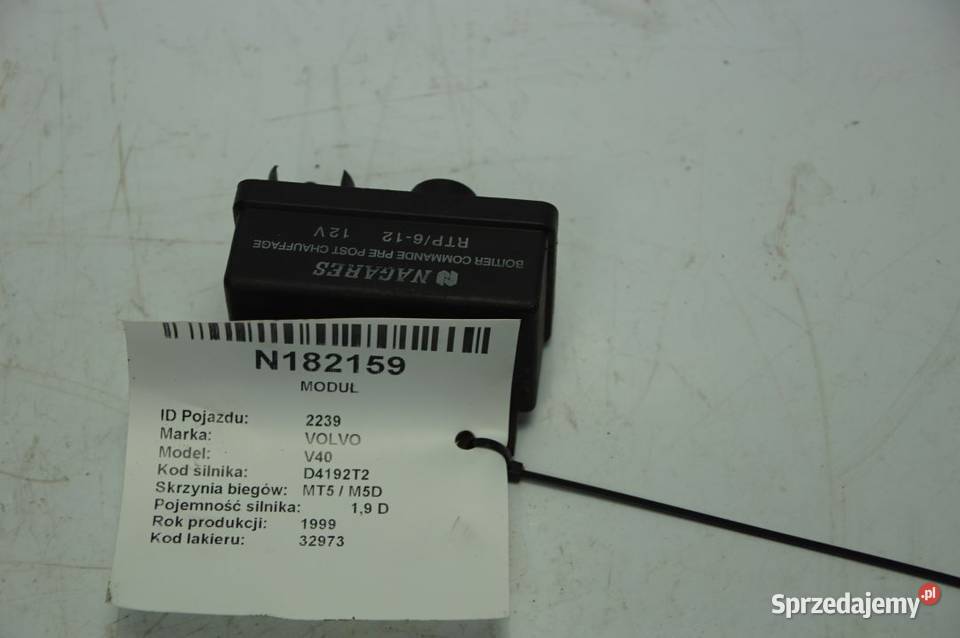 NAGARES
BOITIER COMMANDE PRE POST CHAUFFAGE
RTP/6-12 12V
N182159
MODUŁ
ID Pojazdu: 2239
Marka: VOLVO
Model: V40
Kod silnika: D4192T2
Skrzynia biegów: MT5 / M5D
Pojemność silnika: 1,9 D
Rok produkcji: 1999
Kod lakieru: 32973
Sprzedajemy.pl